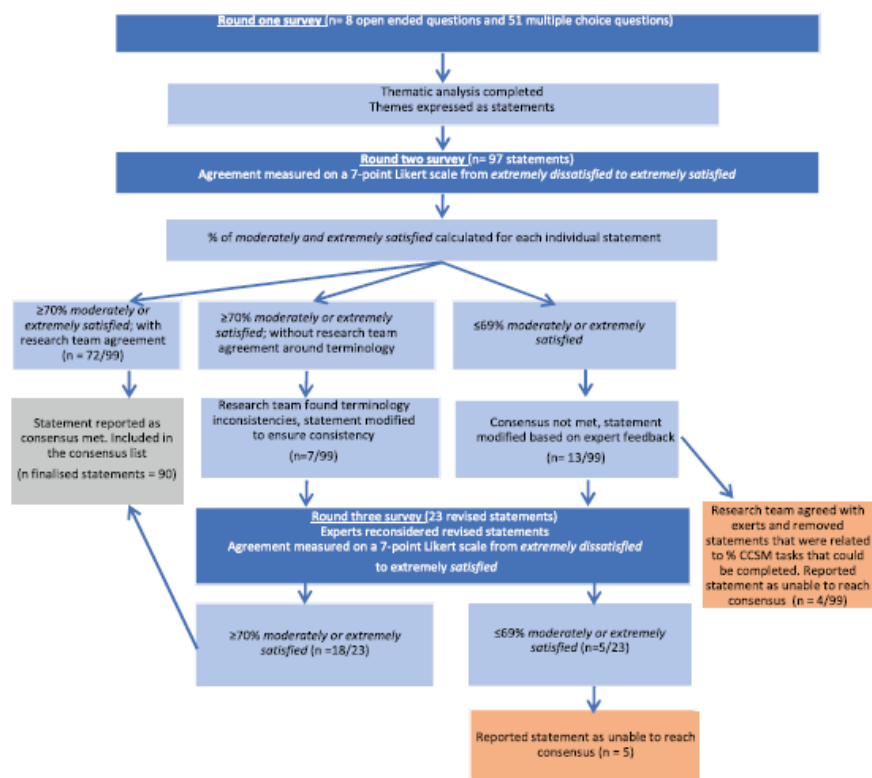 Round one survey (n= 8 open ended questions and 51 multiple choice questions)
Thematic analysis completed
Themes expressed as statements
Round two survey (n= 97 statements)
Agreement measured on a 7-point Likert scale from extremely dissatisfied to extremely satisfied
% of moderately and extremely satisfied calculated for each individual statement
≥70% moderately or
extremely satisfied; with
research team agreement
(n = 72/99)
≥70% moderately or extremely
satisfied; without research team
agreement around terminology
≤69% moderately or extremely
satisfied
Statement reported as
consensus met. Included in
the consensus list
(n finalised statements = 90)
Research team found terminology
inconsistencies, statement modified
to ensure consistency
(n=7/99)
Consensus not met, statement
modified based on expert feedback
(n= 13/99)
Research team agreed with
exerts and removed
statements that were related
to % CCSM tasks that could
be completed. Reported
statement as unable to reach
consensus (n = 4/99)
Round three survey (23 revised statements)
Experts reconsidered revised statements
Agreement measured on a 7-point Likert scale from extremely dissatisfied
to extremely satisfied
≥70% moderately or extremely
satisfied (n =18/23)
≤69% moderately or extremely
satisfied (n=5/23)
Reported statement as unable to reach
consensus (n = 5)